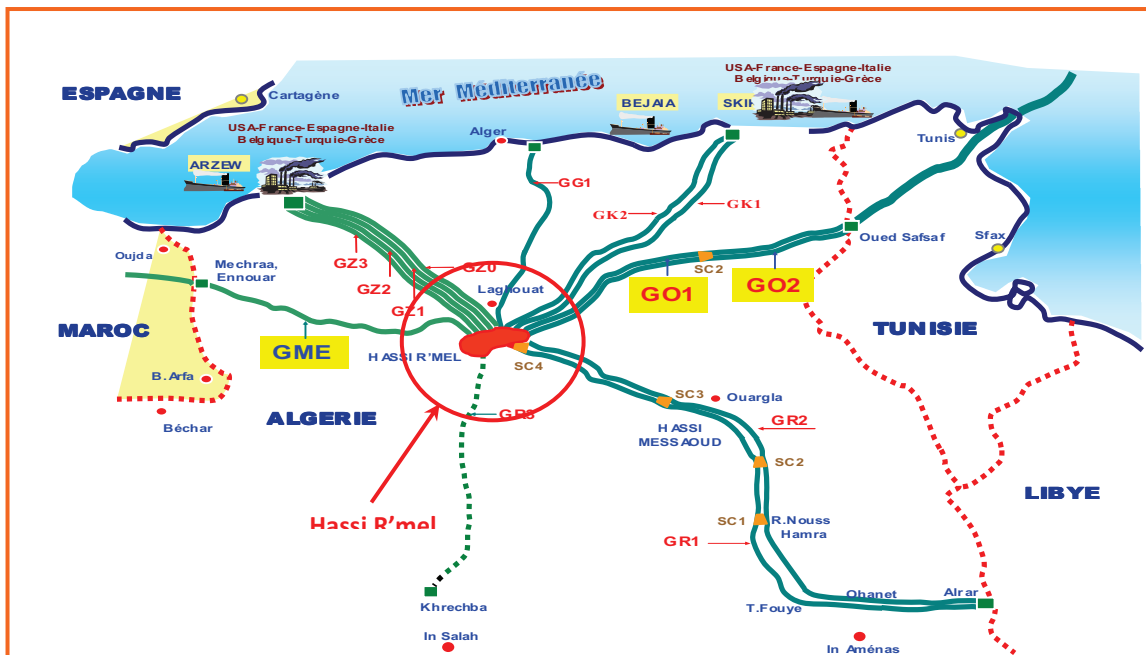 USA-France-Espagne-Italie
Belgique-Turquie-Grèce
ESPAGNE
Cartagène
Mer Méditerranée
BEJAIA
SKIK
USA-France-Espagne-Italie
Belgique-Turquie-Grèce
Alger
Tunis
ARZEW
GG1
GK2
GK1
Oujda
Mechraa,
Ennouar
GZ3
GZ2
GZ1
GZ0
Laghouat
SC2
GO1
GO2
Oued Safsaf
Sfax
MAROC
GME
HASSI R'MEL
SC4
TUNISIE
B.Arfa
Béchar
ALGERIE
GR3
SC3
Ouargla
HASSI
MESSAOUD
GR2
SC2
LIBYE
Hassi R'mel
SC1
R.Nouss
Hamra
GR1
Khrechba
In Salah
T.Fouye
Ohanet
Alrar
In Aménas